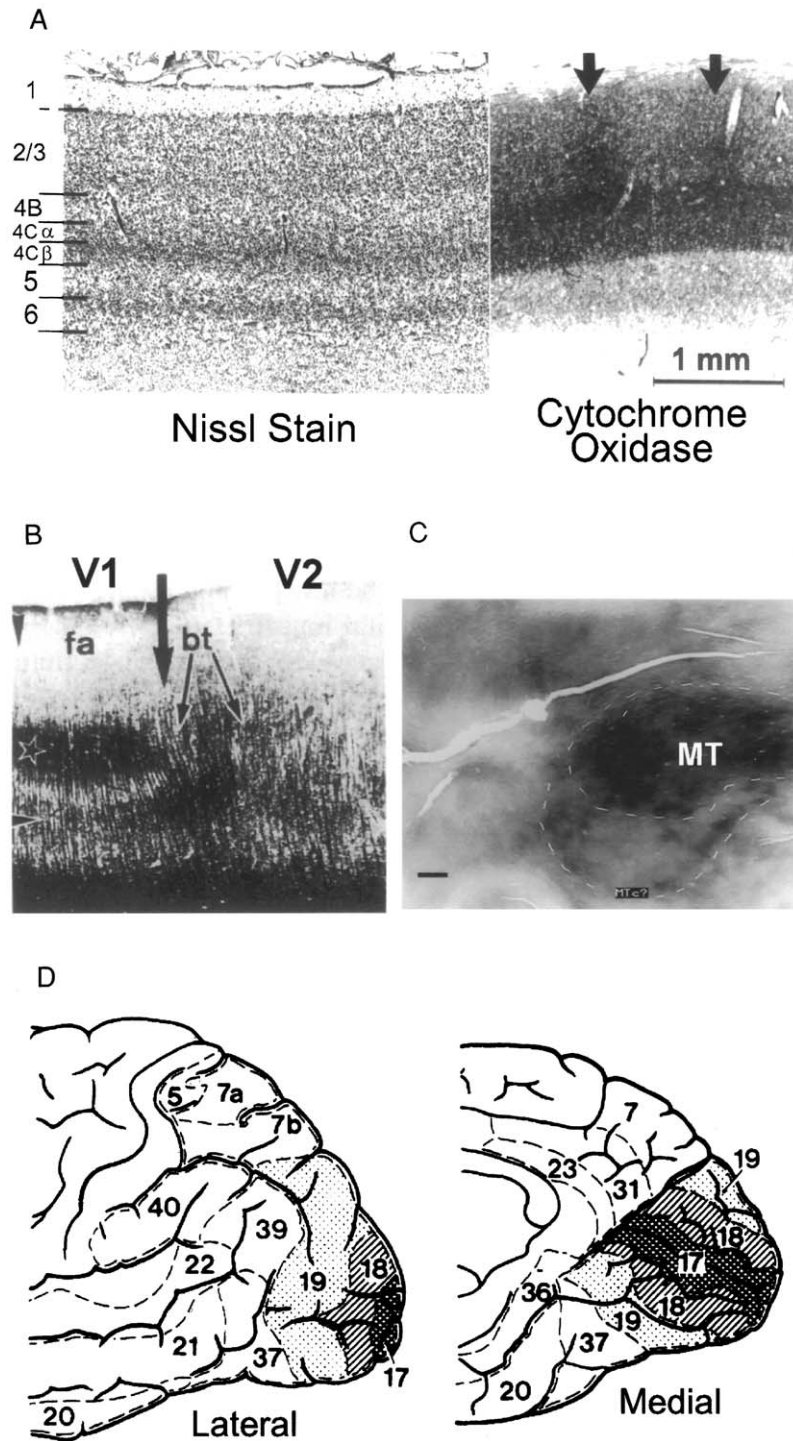 A
1
2/3
4B
4Cα
4Cβ
5
6
1 mm
Nissl Stain
Cytochrome
Oxidase
B
V1
V2
fa
bt
C
MT
MTc?
D
5
7a
7b
40
39
22
19
18
21
37
17
20
Lateral
7
19
23
31
18
17
36
18
19
37
20
Medial